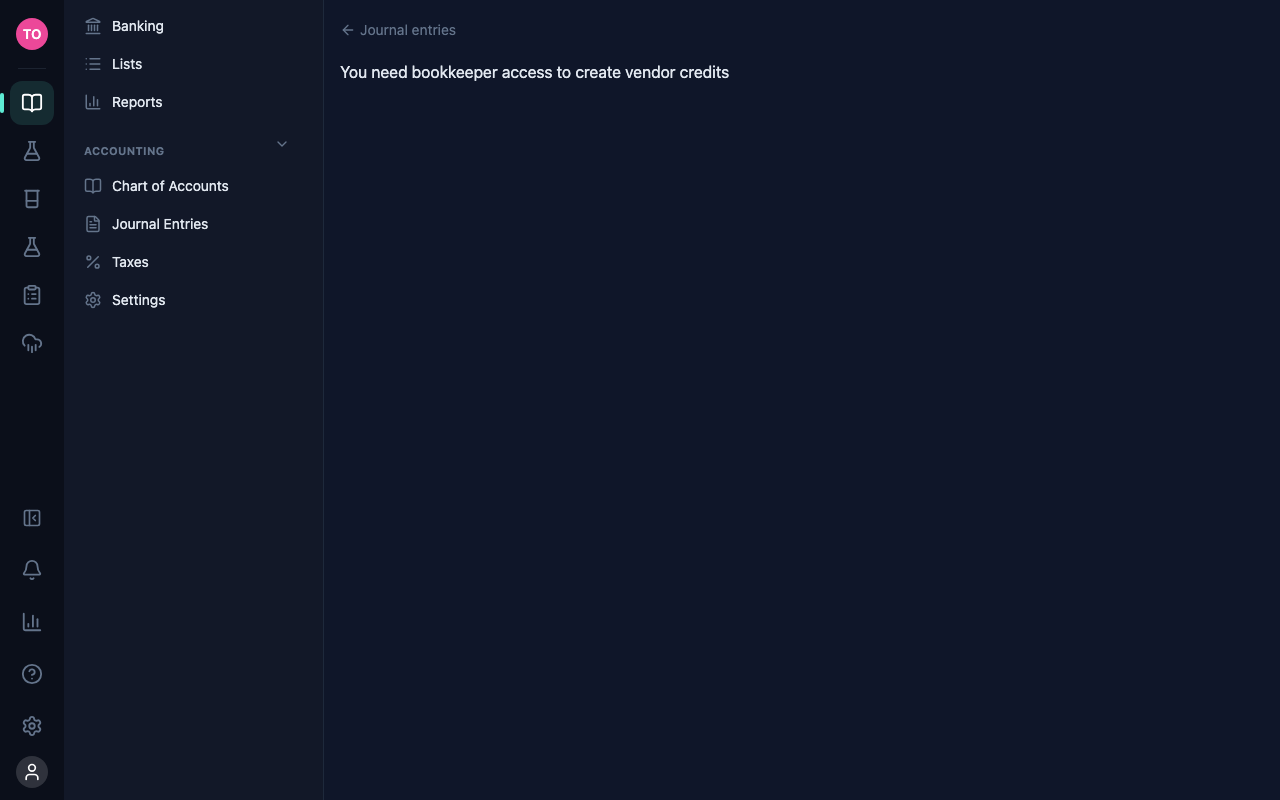 TO
Banking
Lists
Reports
ACCOUNTING
Chart of Accounts
Journal Entries
Taxes
Settings
Journal entries
You need bookkeeper access to create vendor credits